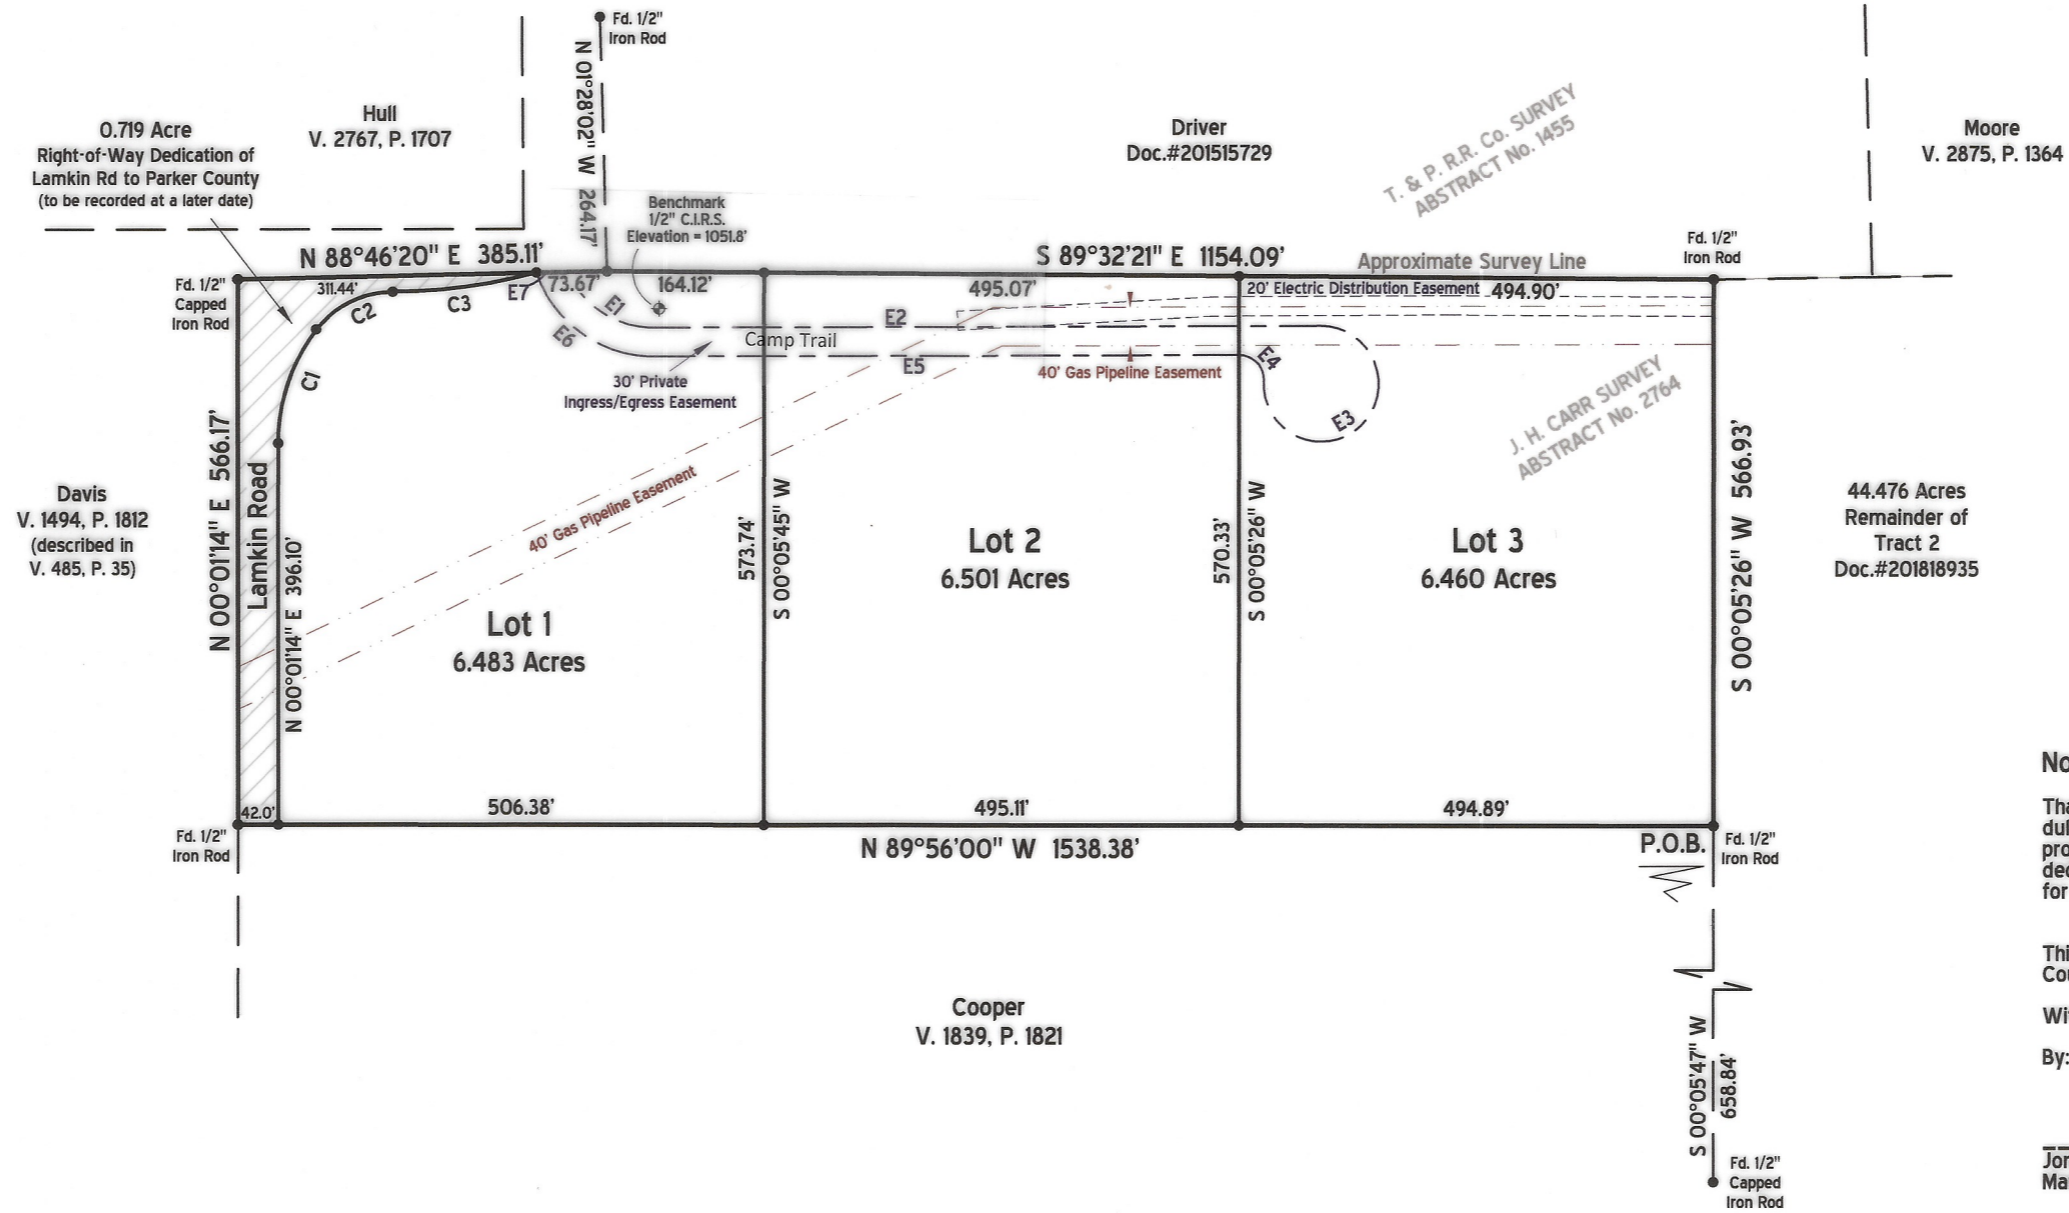 Fd. 1/2"
Iron Rod
N 01°28'02" W 264.17'
Hull
V. 2767, P. 1707
0.719 Acre
Right-of-Way Dedication of
Lamkin Rd to Parker County
(to be recorded at a later date)
Driver
Doc.#201515729
T. & P. R.R. Co. SURVEY
ABSTRACT No. 1455
Moore
V. 2875, P. 1364
Benchmark
1/2" C.I.R.S.
Elevation = 1051.8'
N 88°46'20" E 385.11'
S 89°32'21" E 1154.09'
Approximate Survey Line
Fd. 1/2"
Iron Rod
Fd. 1/2"
Capped
Iron Rod
311.44'
C2
C3
E7
73.67'
E1
164.12'
495.07'
20' Electric Distribution Easement
494.90'
E6
E2
Camp Trail
E5
E4
E3
C1
30' Private
Ingress/Egress Easement
40' Gas Pipeline Easement
J. H. CARR SURVEY
ABSTRACT No. 2764
N 00°01'14" E 566.17'
Lamkin Road
N 00°01'14" E 396.10'
Davis
V. 1494, P. 1812
(described in
V. 485, P. 35)
40' Gas Pipeline Easement
573.74'
S 00°05'45" W
570.33'
S 00°05'26" W
S 00°05'26" W 566.93'
44.476 Acres
Remainder of
Tract 2
Doc.#201818935
Lot 1
6.483 Acres
Lot 2
6.501 Acres
Lot 3
6.460 Acres
42.0'
506.38'
495.11'
494.89'
Fd. 1/2"
Iron Rod
N 89°56'00" W 1538.38'
P.O.B.
Fd. 1/2"
Iron Rod
Cooper
V. 1839, P. 1821
S 00°05'47" W
658.84'
Fd. 1/2"
Capped
Iron Rod
for
By: